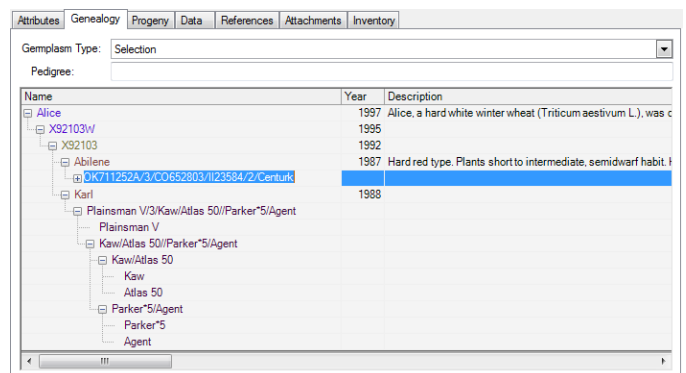 Attributes Genealogy Progeny Data References Attachments Inventory
Germplasm Type: Selection
Pedigree:
Name Year Description
Alice 1997 Alice, a hard white winter wheat (Triticum aestivum L.), was
X92103W 1995
X92103 1992
Abilene 1987 Hard red type. Plants short to intermediate, semidwarf habit.
OK711252A/3/CO652803/II23584/2/Centurk
Karl 1988
Plainsman V/3/Kaw/Atlas 50//Parker*5/Agent
Plainsman V
Kaw/Atlas 50//Parker*5/Agent
Kaw/Atlas 50
Kaw
Atlas 50
Parker*5/Agent
Parker*5
Agent